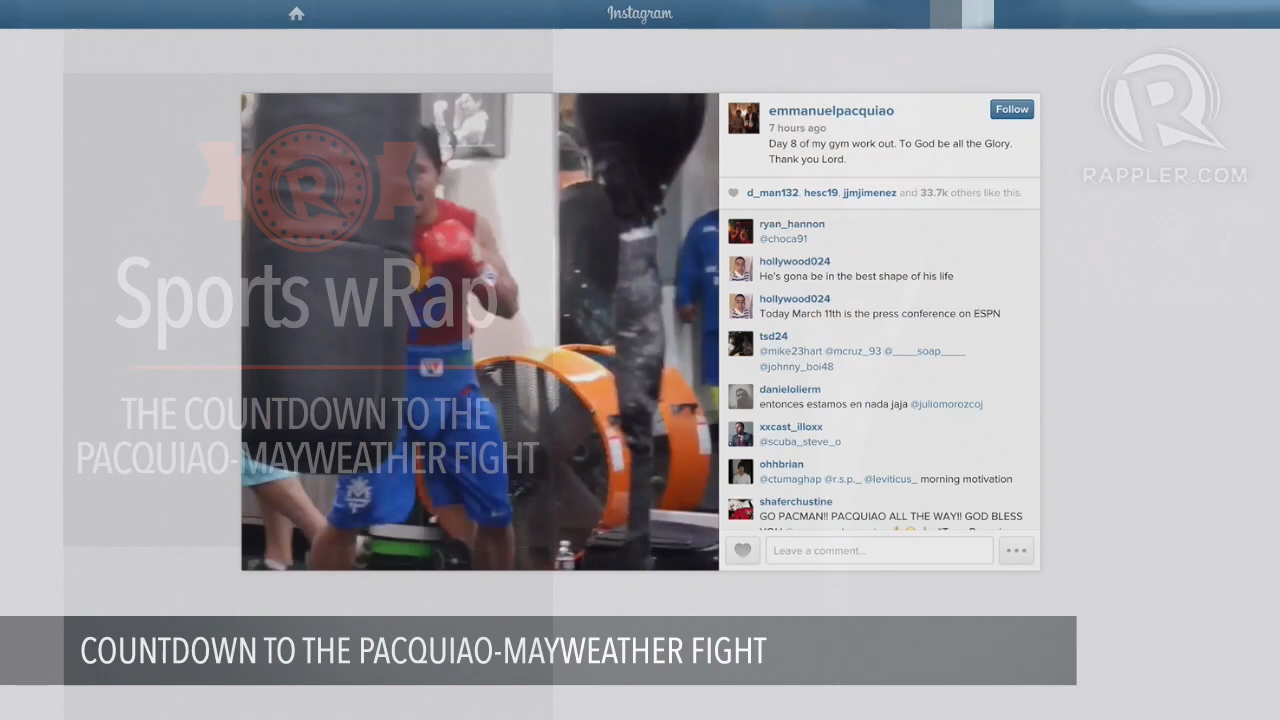 Instagram
RAPPLER.COM
emmanuelpacquiao
Follow
7 hours ago
Day 8 of my gym work out. To God be all the Glory.
Thank you Lord.
d_man132, hesc19, jjmjimenez and 33.7k others like this.
ryan_hannon
@choca91
hollywood024
He's gona be in the best shape of his life
hollywood024
Today March 11th is the press conference on ESPN
tsd24
@mike23hart @mcruz_93 @____soap____
@johnny_boi48
danielolierm
entonces estamos en nada jaja @juliomorozcoj
xxcast_illoxx
@scuba_steve_o
ohhbrian
@ctumaghap @r.s.p._ @leviticus_ morning motivation
shaferchustine
GO PACMAN!! PACQUIAO ALL THE WAY!! GOD BLESS
YOU
Leave a comment...
Sports wRap
THE COUNTDOWN TO THE
PACQUIAO-MAYWEATHER FIGHT
COUNTDOWN TO THE PACQUIAO-MAYWEATHER FIGHT